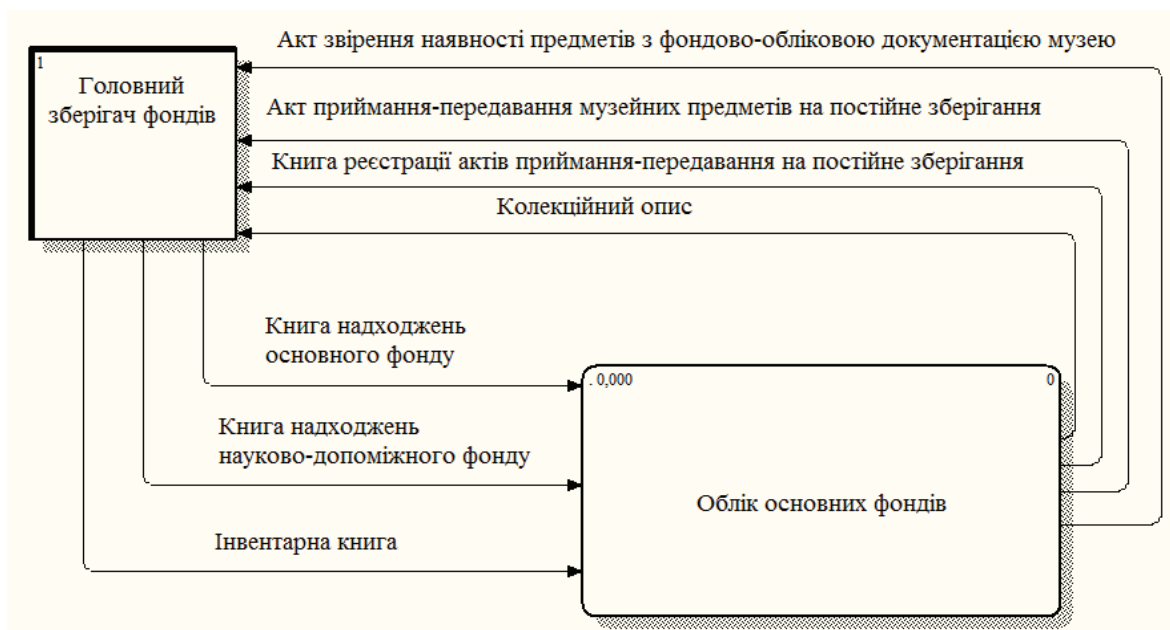 Акт звірення наявності предметів з фондово-обліковою документацією музею
1
Головний
зберігач фондів
Акт приймання-передавання музейних предметів на постійне зберігання
Книга реєстрації актів приймання-передавання на постійне зберігання
Колекційний опис
Книга надходжень
основного фонду
. 0,000
0
Книга надходжень
науково-допоміжного фонду
Облік основних фондів
Інвентарна книга